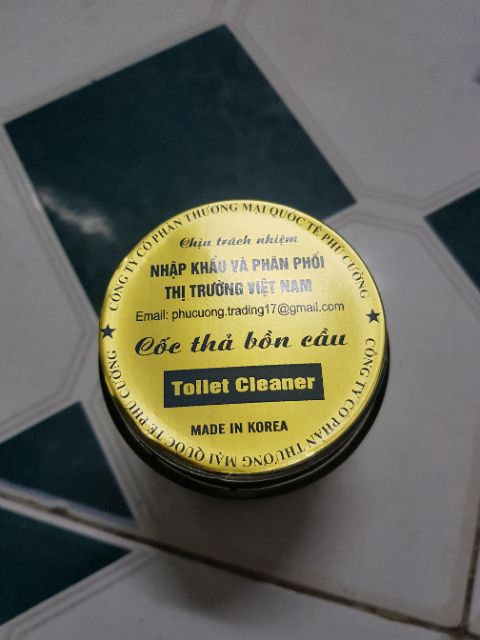 CÔNG TY CỔ PHẦN THƯƠNG MẠI QUỐC TẾ PHÚ CƯỜNG
Chịu trách nhiệm
NHẬP KHẨU VÀ PHÂN PHỐI
THỊ TRƯỜNG VIỆT NAM
Email: phucuong.trading17@gmail.com
Cốc thả bồn cầu
Toilet Cleaner
MADE IN KOREA
CÔNG TY CỔ PHẦN THƯƠNG MẠI QUỐC TẾ PHÚ CƯỜNG